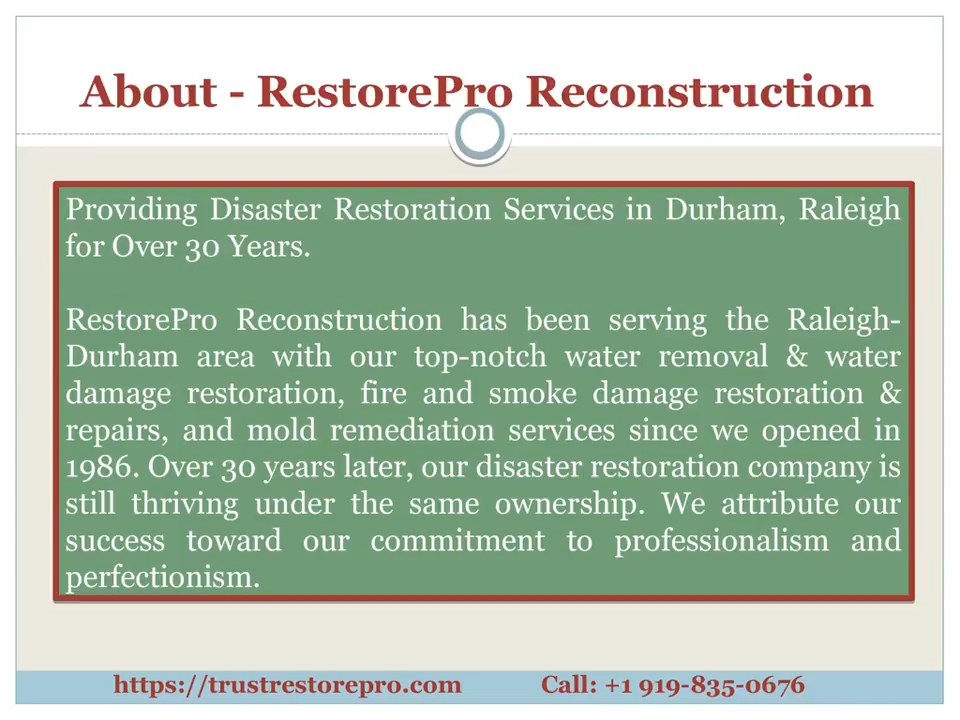 About - RestorePro Reconstruction
Providing Disaster Restoration Services in Durham, Raleigh
for Over 30 Years.
RestorePro Reconstruction has been serving the Raleigh-
Durham area with our top-notch water removal & water
damage restoration, fire and smoke damage restoration &
repairs, and mold remediation services since we opened in
1986. Over 30 years later, our disaster restoration company is
still thriving under the same ownership. We attribute our
success toward our commitment to professionalism and
perfectionism.
https://trustrestorepro.com Call: +1 919-835-0676